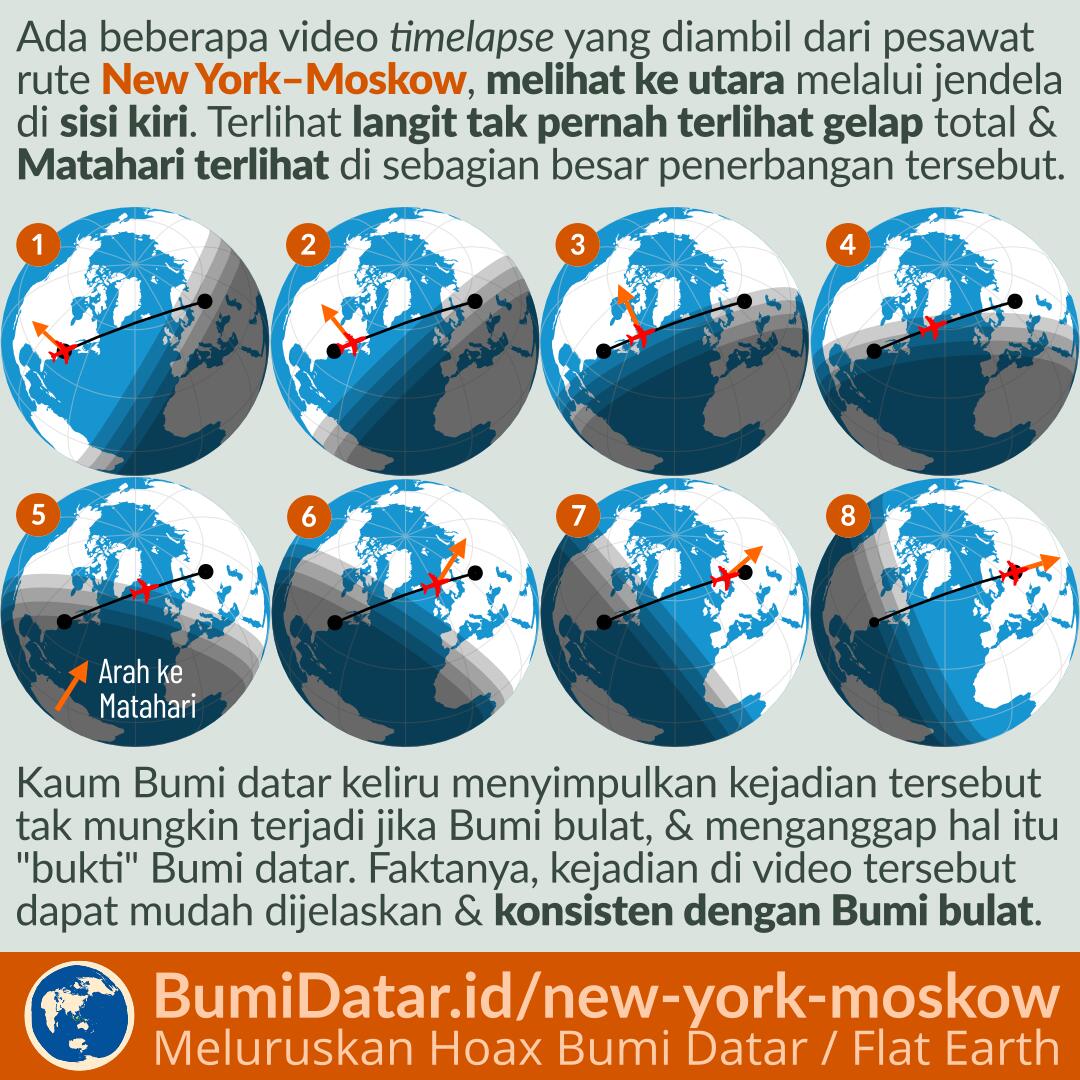 Ada beberapa video timelapse yang diambil dari pesawat
rute New York–Moskow, melihat ke utara melalui jendela
di sisi kiri. Terlihat langit tak pernah terlihat gelap total &
Matahari terlihat di sebagian besar penerbangan tersebut.
1
2
3
4
5
6
7
8
Arah ke
Matahari
Kaum Bumi datar keliru menyimpulkan kejadian tersebut
tak mungkin terjadi jika Bumi bulat, & menganggap hal itu
"bukti" Bumi datar. Faktanya, kejadian di video tersebut
dapat mudah dijelaskan & konsisten dengan Bumi bulat.
BumiDatar.id/new-york-moskow
Meluruskan Hoax Bumi Datar / Flat Earth